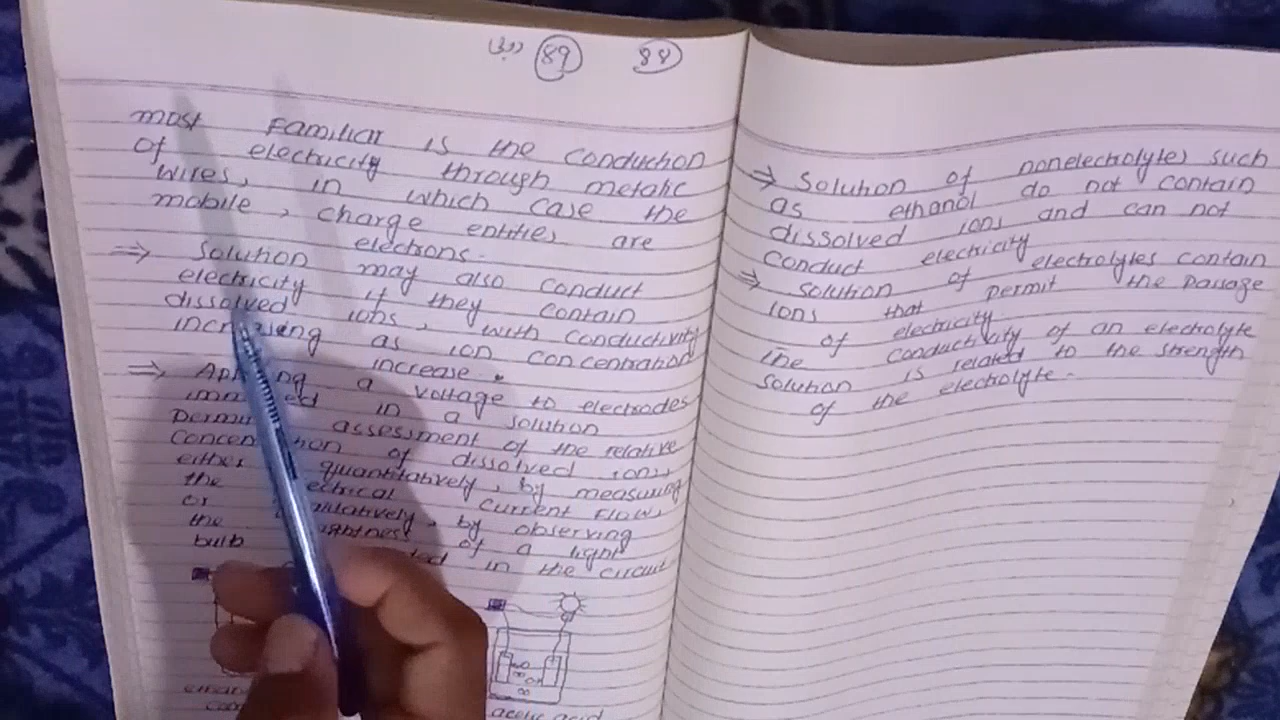 89 88
most Familiar is the conduction
of electricity through metalic
wires, in which case the
mobile, charge entities are
electrons.
⇒ Solution may also conduct
electricity if they contain
dissolved ions, with conductivity
increasing as ion concentration
increase.
⇒ a voltage to electrodes
in a solution
assessment of the relative
of dissolved ions
either quantitatively, by measuring
the current Flow,
or by observing
the of a light
bulb in the circuit
acetic acid
⇒ Solution of nonelectrolytes such
as ethanol do not contain
dissolved ions and can not
conduct electricity
⇒ Solution of electrolytes contain
ions that permit the passage
of electricity.
The conductivity of an electrolyte
solution is related to the strength
of the electrolyte.